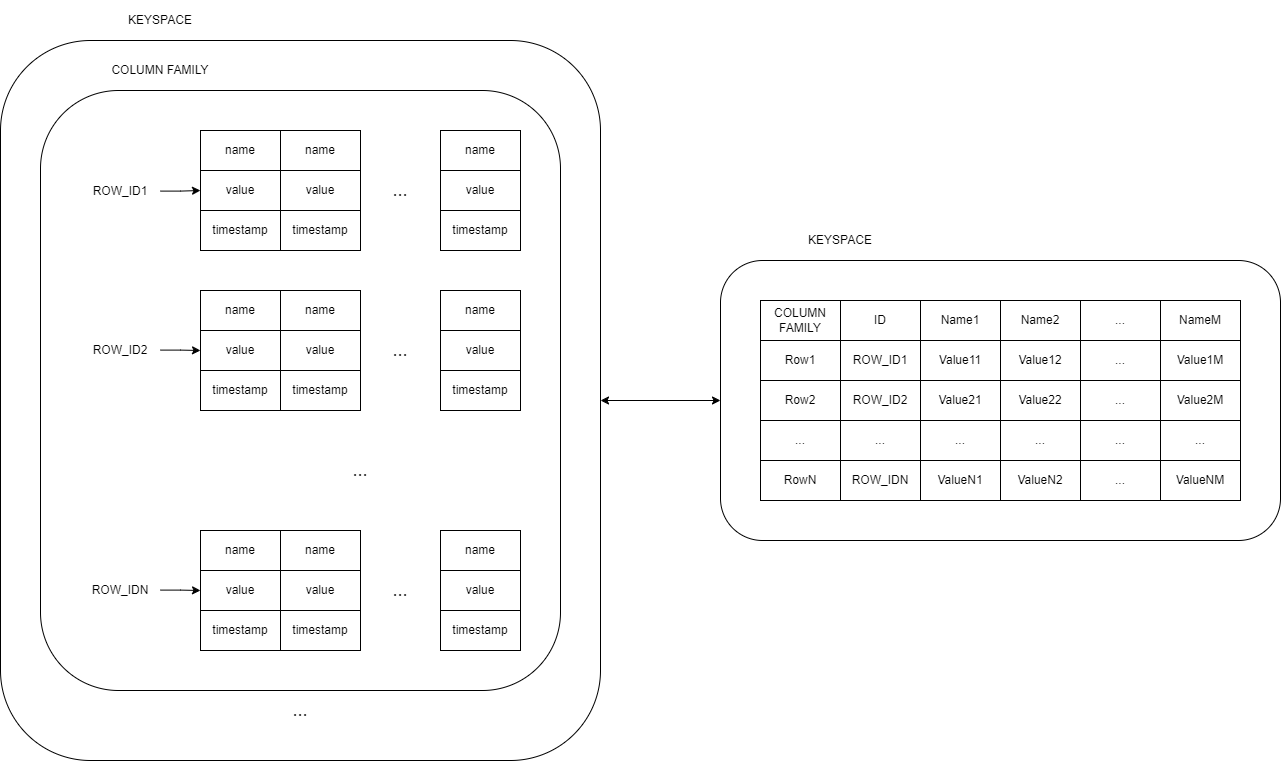 KEYSPACE
COLUMN FAMILY
name name name
ROW_ID1 value value ... value
timestamp timestamp timestamp
name name name
ROW_ID2 value value ... value
timestamp timestamp timestamp
...
name name name
ROW_IDN value value ... value
timestamp timestamp timestamp
...
KEYSPACE
COLUMN
FAMILY ID Name1 Name2 ... NameM
Row1 ROW_ID1 Value11 Value12 ... Value1M
Row2 ROW_ID2 Value21 Value22 ... Value2M
... ... ... ... ... ...
RowN ROW_IDN ValueN1 ValueN2 ... ValueNM